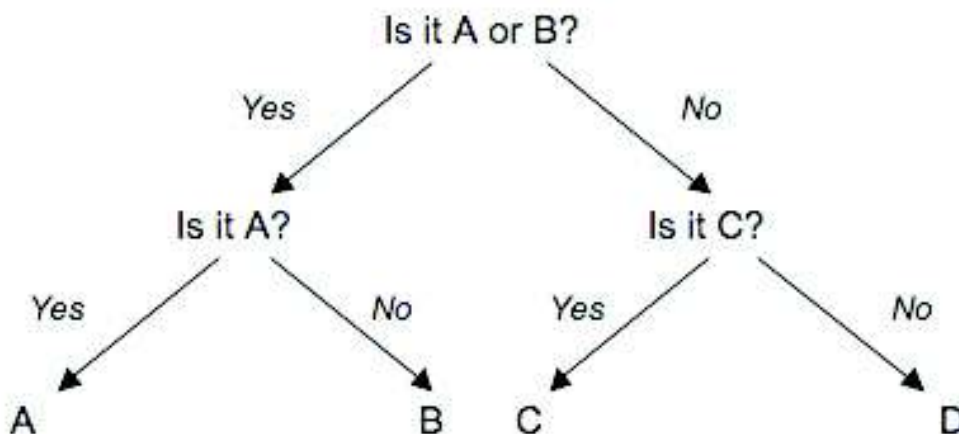 Is it A or B?
Yes
No
Is it A?
Is it C?
Yes
No
Yes
No
A
B
C
D